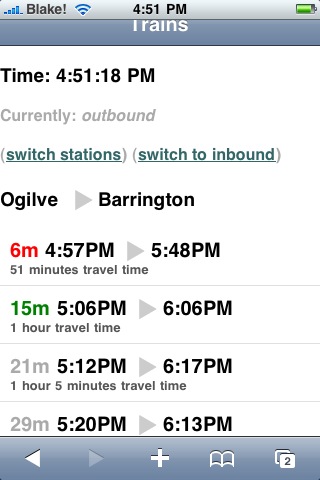 Blake! 4:51 PM
Trains
Time: 4:51:18 PM
Currently: outbound
(switch stations) (switch to inbound)
Ogilve Barrington
6m 4:57PM 5:48PM
51 minutes travel time
15m 5:06PM 6:06PM
1 hour travel time
21m 5:12PM 6:17PM
1 hour 5 minutes travel time
29m 5:20PM 6:13PM
2